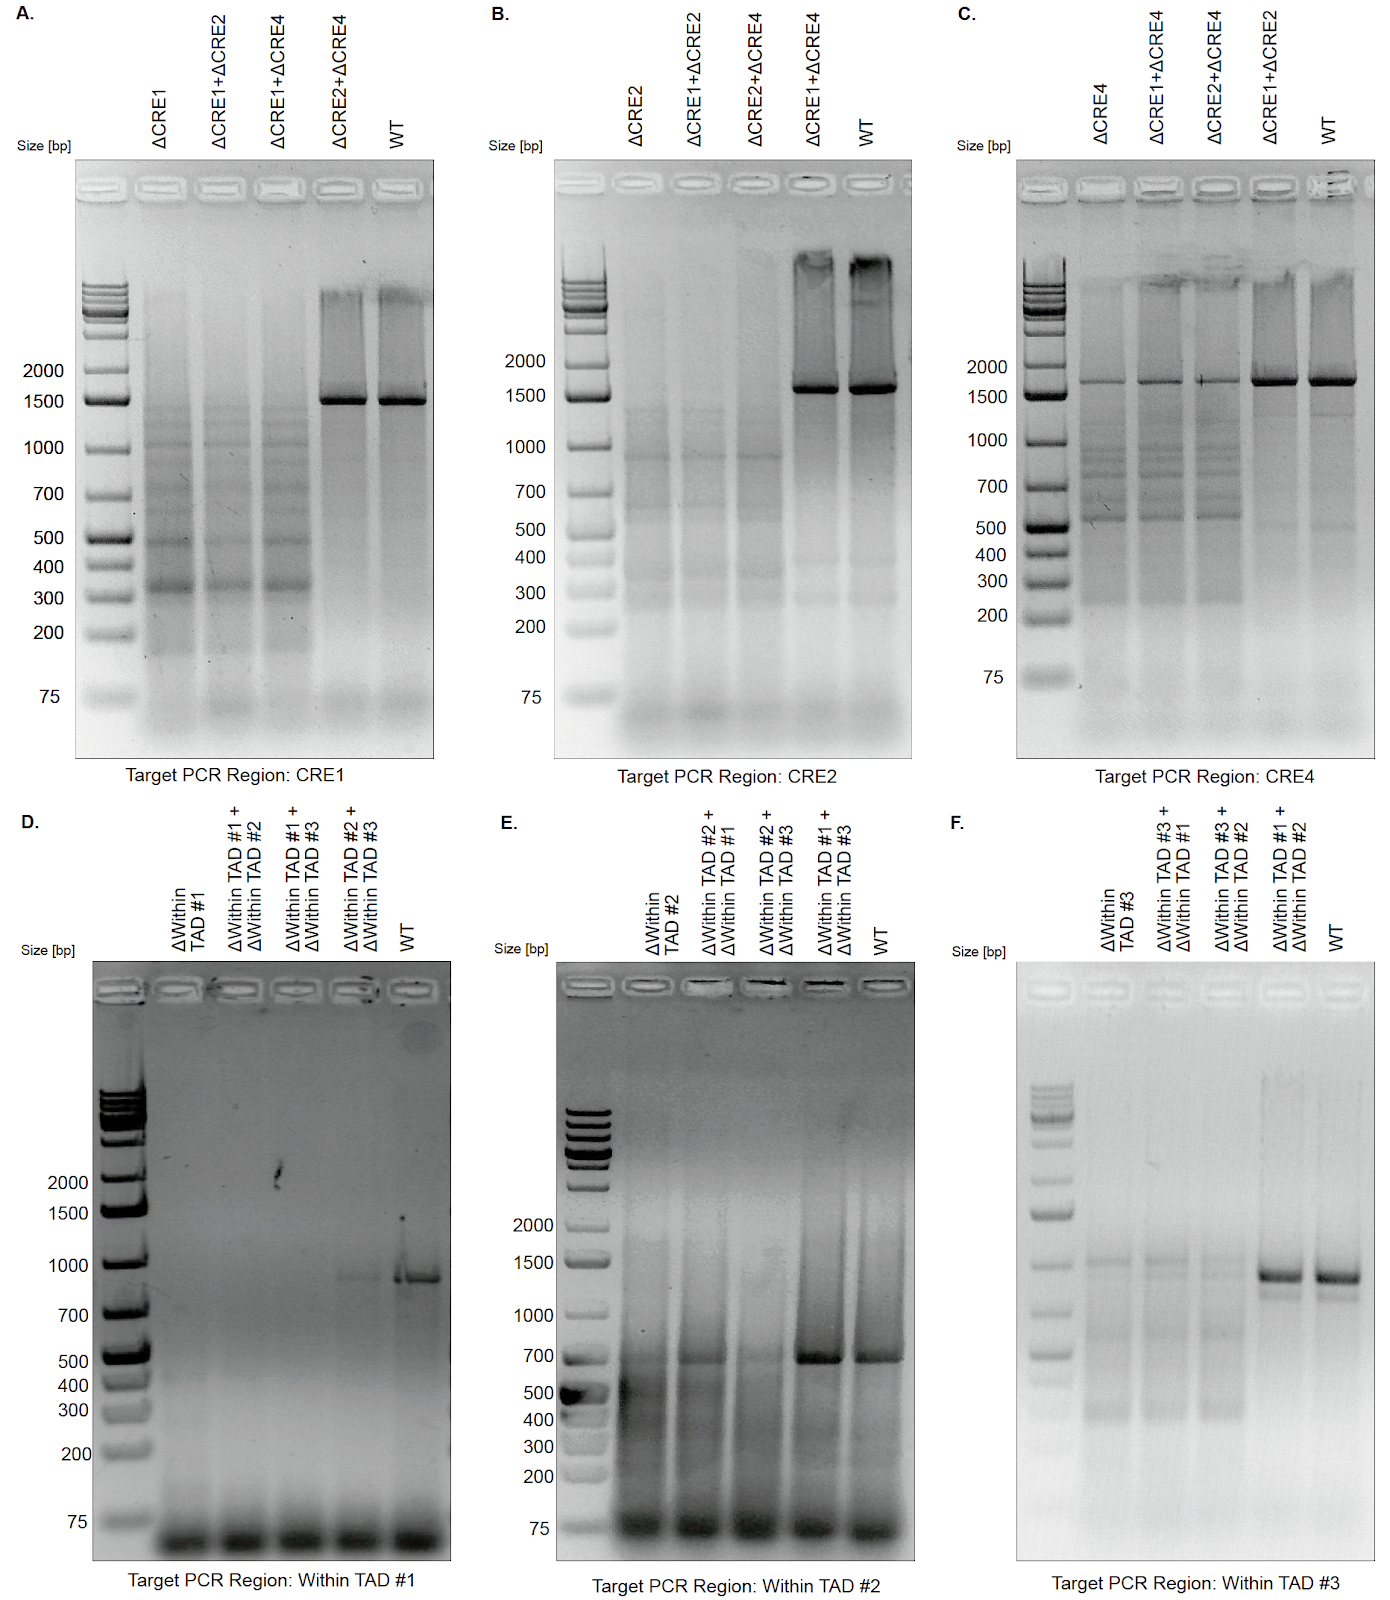 A.
ΔCRE1
ΔCRE1+ΔCRE2
ΔCRE1+ΔCRE4
ΔCRE2+ΔCRE4
WT
Size [bp]
2000
1500
1000
700
500
400
300
200
75
Target PCR Region: CRE1
B.
ΔCRE2
ΔCRE1+ΔCRE2
ΔCRE2+ΔCRE4
ΔCRE1+ΔCRE4
WT
Size [bp]
2000
1500
1000
700
500
400
300
200
75
Target PCR Region: CRE2
C.
ΔCRE4
ΔCRE1+ΔCRE4
ΔCRE2+ΔCRE4
ΔCRE1+ΔCRE2
WT
Size [bp]
2000
1500
1000
700
500
400
300
200
75
Target PCR Region: CRE4
D.
ΔWithin
TAD #1
ΔWithin TAD #1 +
ΔWithin TAD #2
ΔWithin TAD #1 +
ΔWithin TAD #3
ΔWithin TAD #2 +
ΔWithin TAD #3
WT
Size [bp]
2000
1500
1000
700
500
400
300
200
75
Target PCR Region: Within TAD #1
E.
ΔWithin
TAD #2
ΔWithin TAD #2 +
ΔWithin TAD #1
ΔWithin TAD #2 +
ΔWithin TAD #3
ΔWithin TAD #1 +
ΔWithin TAD #3
WT
Size [bp]
2000
1500
1000
700
500
400
300
200
75
Target PCR Region: Within TAD #2
F.
ΔWithin
TAD #3
ΔWithin TAD #3 +
ΔWithin TAD #1
ΔWithin TAD #3 +
ΔWithin TAD #2
ΔWithin TAD #1 +
ΔWithin TAD #2
WT
Size [bp]
Target PCR Region: Within TAD #3